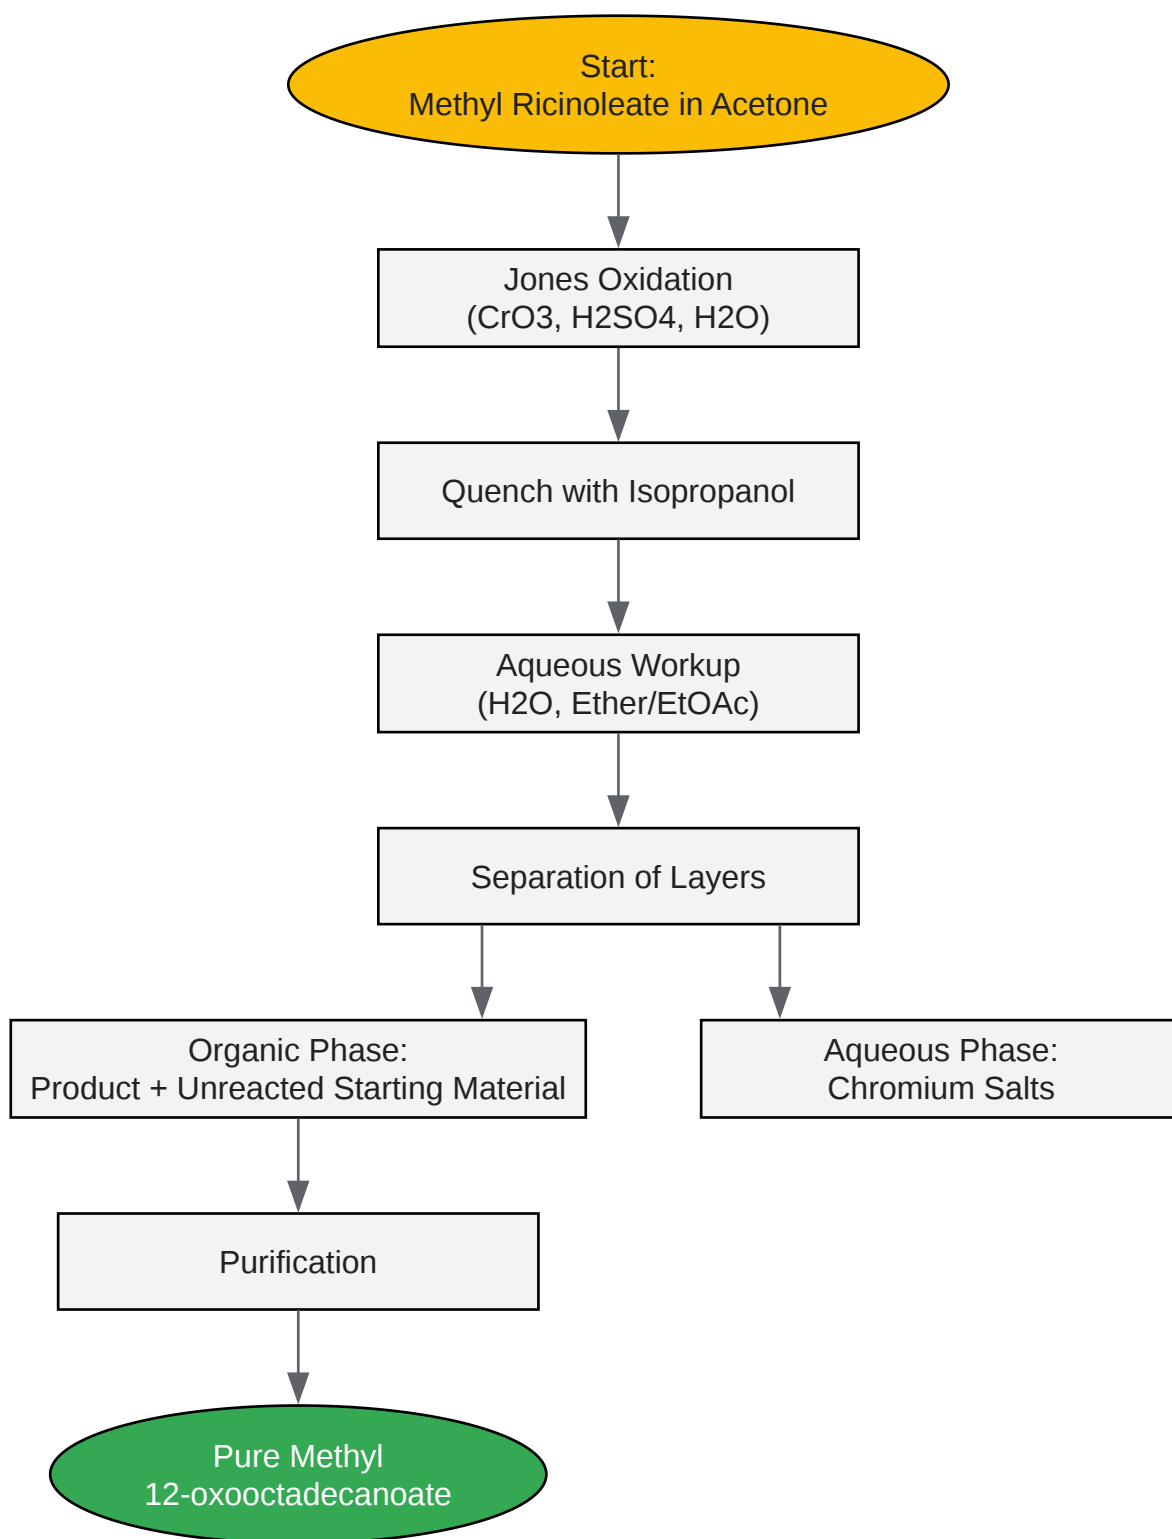 Start:
Methyl Ricinoleate in Acetone
Jones Oxidation
(CrO3, H2SO4, H2O)
Quench with Isopropanol
Aqueous Workup
(H2O, Ether/EtOAc)
Separation of Layers
Organic Phase:
Product + Unreacted Starting Material
Aqueous Phase:
Chromium Salts
Purification
Pure Methyl
12-oxooctadecanoate